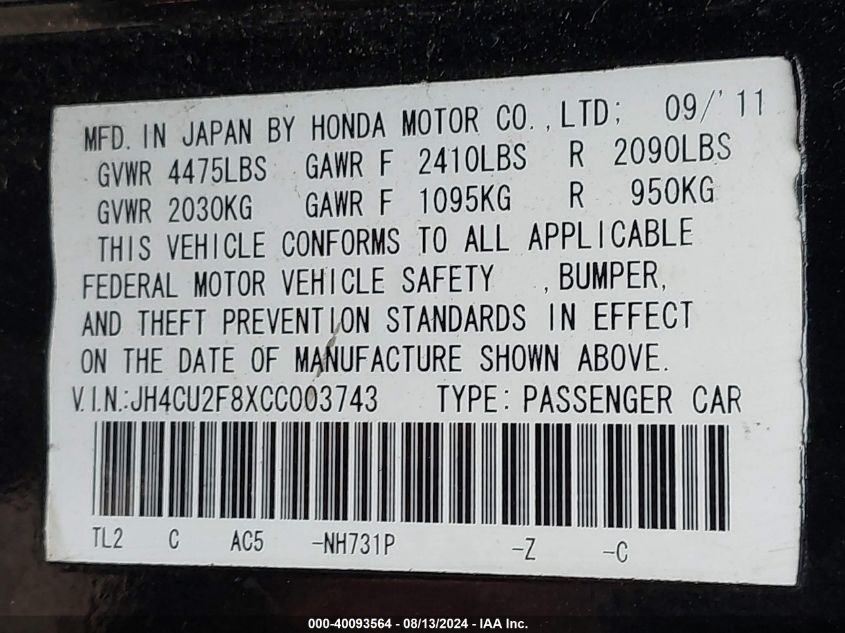 MFD. IN JAPAN BY HONDA MOTOR CO.,LTD; 09/'11
GVWR 4475LBS GAWR F 2410LBS R 2090LBS
GVWR 2030KG GAWR F 1095KG R 950KG
THIS VEHICLE CONFORMS TO ALL APPLICABLE
FEDERAL MOTOR VEHICLE SAFETY ,BUMPER,
AND THEFT PREVENTION STANDARDS IN EFFECT
ON THE DATE OF MANUFACTURE SHOWN ABOVE.
V.I.N.:JH4CU2F8XCC003743 TYPE: PASSENGER CAR
TL2 C AC5 -NH731P -Z -C
000-40093564 - 08/13/2024 - IAA Inc.